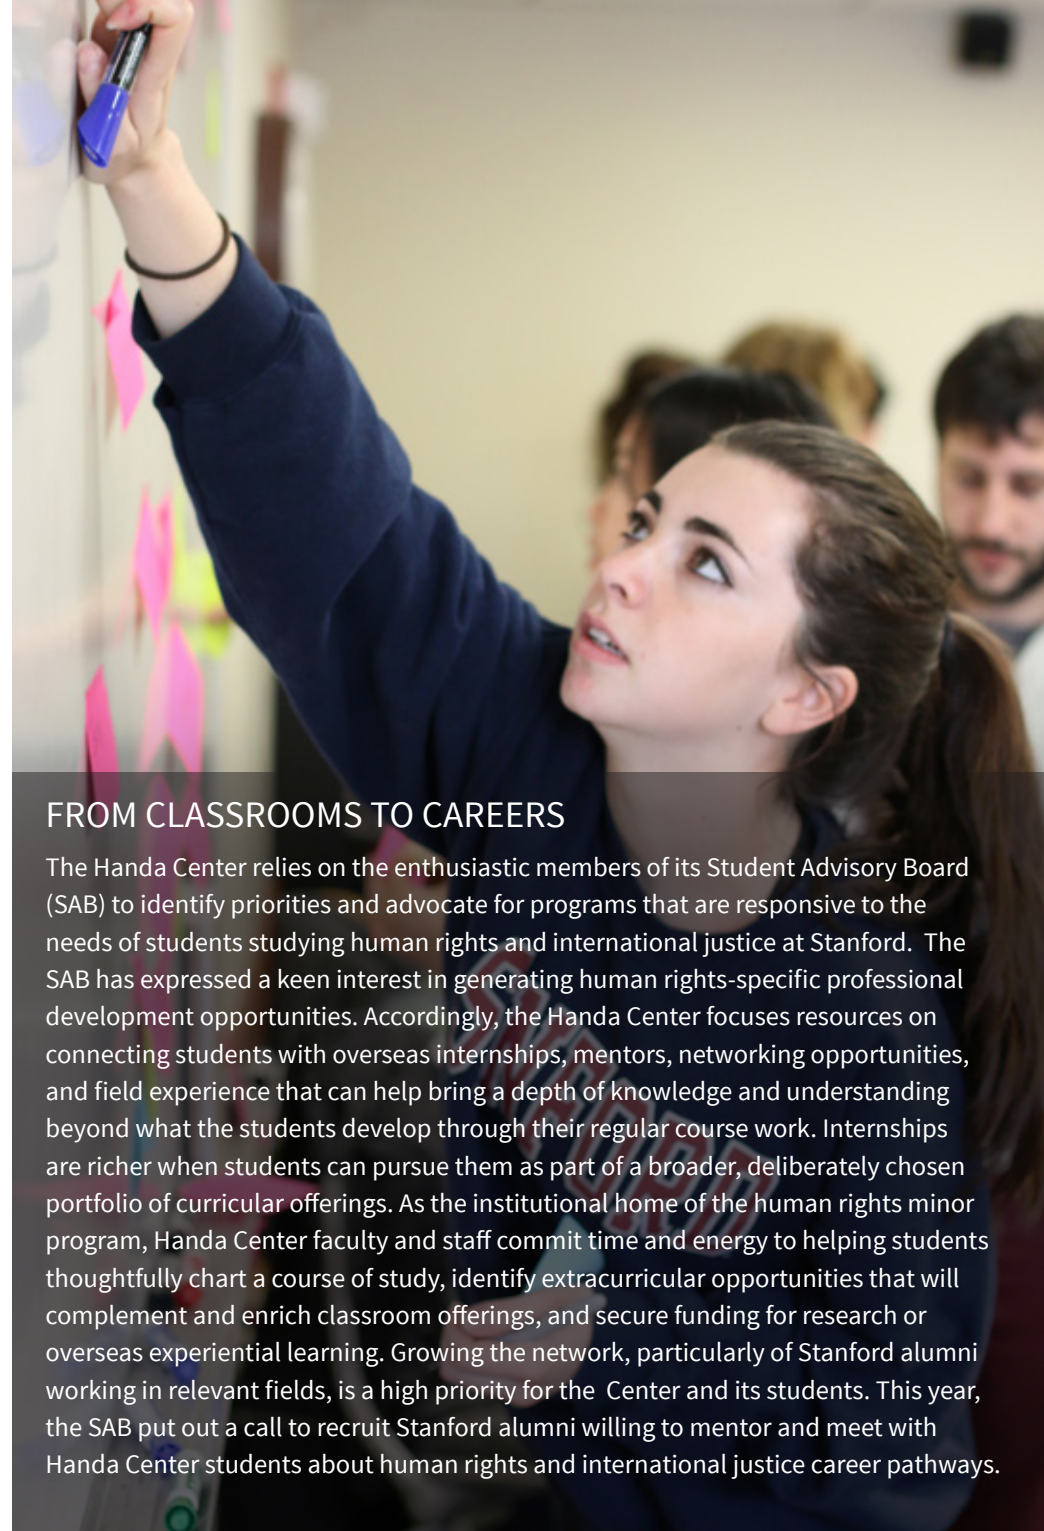 FROM CLASSROOMS TO CAREERS
The Handa Center relies on the enthusiastic members of its Student Advisory Board
(SAB) to identify priorities and advocate for programs that are responsive to the
needs of students studying human rights and international justice at Stanford.  The
SAB has expressed a keen interest in generating human rights-specific professional
development opportunities. Accordingly, the Handa Center focuses resources on
connecting students with overseas internships, mentors, networking opportunities,
and field experience that can help bring a depth of knowledge and understanding
beyond what the students develop through their regular course work. Internships
are richer when students can pursue them as part of a broader, deliberately chosen
portfolio of curricular offerings. As the institutional home of the human rights minor
program, Handa Center faculty and staff commit time and energy to helping students
thoughtfully chart a course of study, identify extracurricular opportunities that will
complement and enrich classroom offerings, and secure funding for research or
overseas experiential learning. Growing the network, particularly of Stanford alumni
working in relevant fields, is a high priority for the  Center and its students. This year,
the SAB put out a call to recruit Stanford alumni willing to mentor and meet with
Handa Center students about human rights and international justice career pathways.